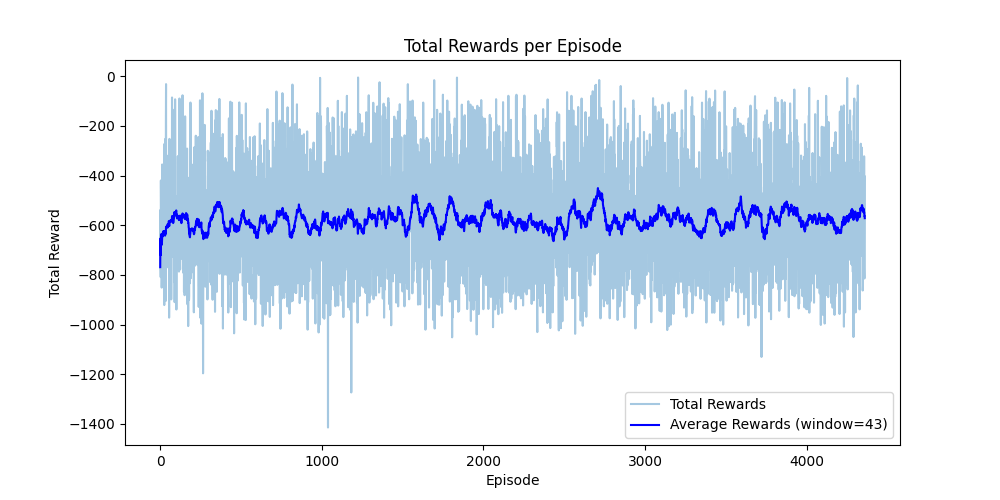 Total Rewards per Episode
Total Reward
0
−200
−400
−600
−800
−1000
−1200
−1400
0
1000
2000
3000
4000
Episode
Total Rewards
Average Rewards (window=43)